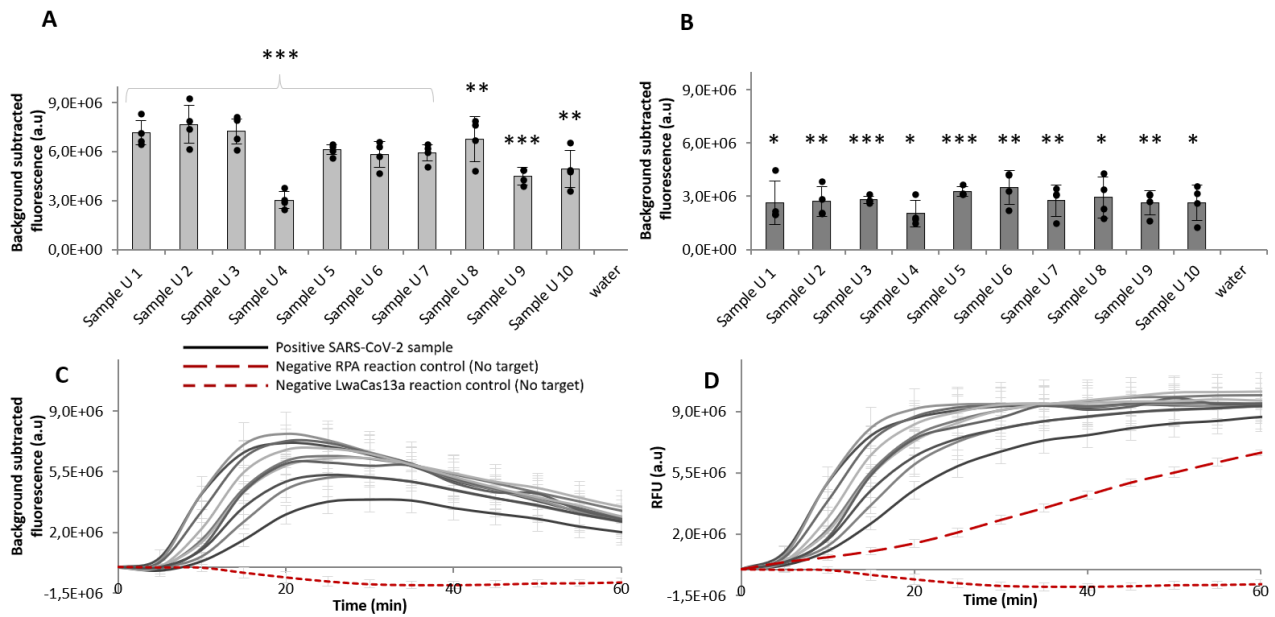 A
Background subtracted
fluorescence (a.u)
9,0E+06
6,0E+06
3,0E+06
0,0E+00
***
**
***
**
Sample U 1
Sample U 2
Sample U 3
Sample U 4
Sample U 5
Sample U 6
Sample U 7
Sample U 8
Sample U 9
Sample U 10
water
B
Background subtracted
fluorescence (a.u)
9,0E+06
6,0E+06
3,0E+06
0,0E+00
*
**
***
*
***
**
**
*
**
*
Sample U 1
Sample U 2
Sample U 3
Sample U 4
Sample U 5
Sample U 6
Sample U 7
Sample U 8
Sample U 9
Sample U 10
water
Positive SARS-CoV-2 sample
Negative RPA reaction control (No target)
Negative LwaCas13a reaction control (No target)
C
Background subtracted
fluorescence (a.u)
9,0E+06
5,5E+06
2,0E+06
-1,5E+06
0
20
40
60
Time (min)
D
RFU (a.u)
9,0E+06
5,5E+06
2,0E+06
-1,5E+06
0
20
40
60
Time (min)